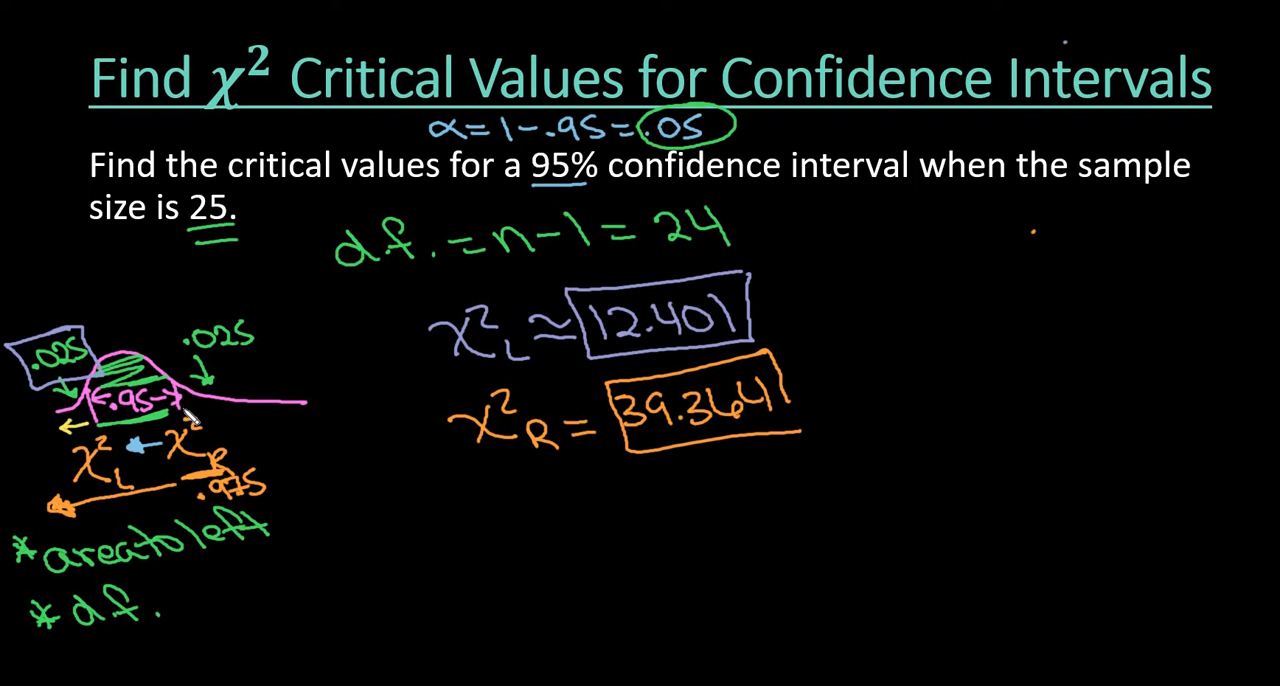 Find χ² Critical Values for Confidence Intervals
α = 1 - .95 = .05
Find the critical values for a 95% confidence interval when the sample
size is 25.
d.f. = n - 1 = 24
χ²L ≈ 12.401
χ²R = 39.3641
.025
.025
.95
χ²L
χ²R
.975
* area to left
* d.f.